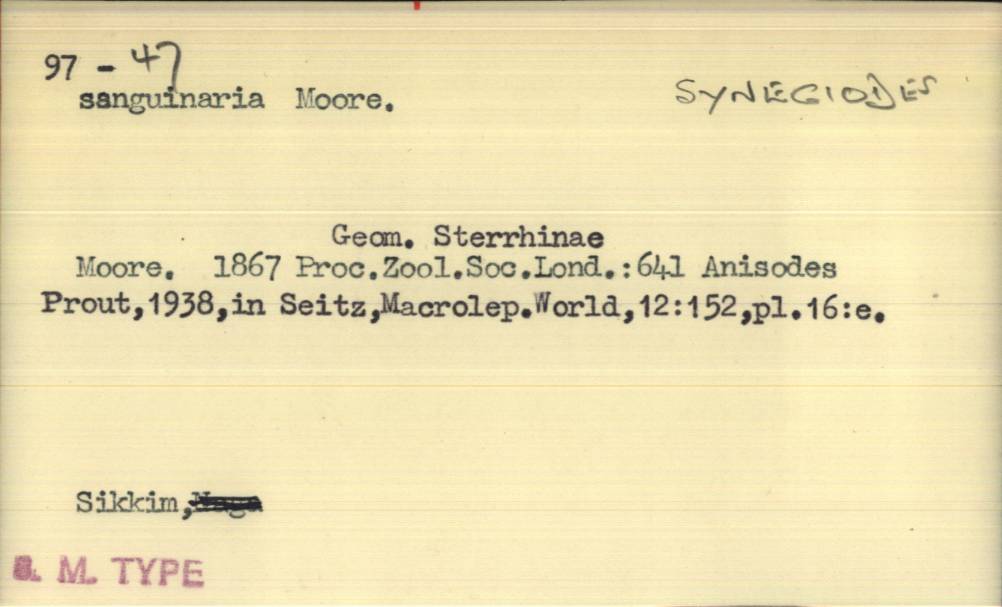 97 - 47
sanguinaria Moore.
SYNEGIODES
Geom. Sterrhinae
Moore. 1867 Proc.Zool.Soc.Lond.:641 Anisodes
Prout,1938,in Seitz,Macrolep.World,12:152,pl.16:e.
Sikkim,
B. M. TYPE